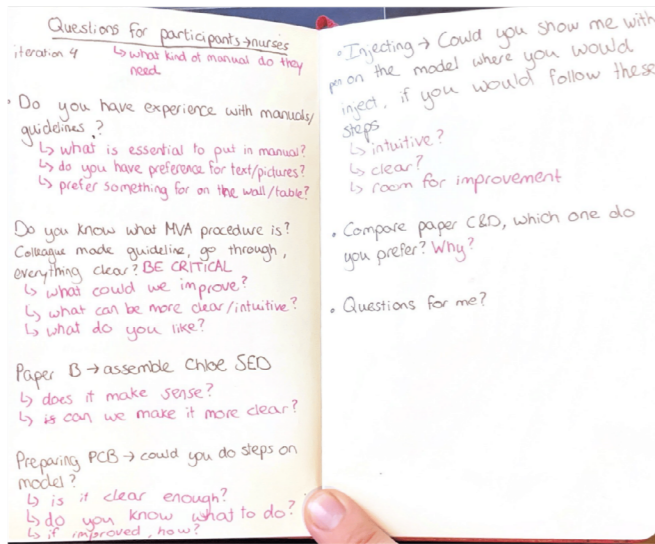 Questions for participants→nurses
iteration 4 ↳ what kind of manual do they
need
• Do you have experience with manuals/
guidelines?
↳ what is essential to put in manual?
↳ do you have preference for text/pictures?
↳ prefer something for on the wall/table?
Do you know what MVA procedure is?
Colleague made guideline, go through,
everything clear? BE CRITICAL
↳ what could we improve?
↳ what can be more clear/intuitive?
↳ what do you like?
Paper B → assemble Chloe SED
↳ does it make sense?
↳ is can we make it more clear?
Preparing PCB → could you do steps on
model?
↳ is it clear enough?
↳ do you know what to do?
↳ if improved, how?
• Injecting → Could you show me with
pen on the model where you would
inject, if you would follow these
steps
↳ intuitive?
↳ clear?
↳ room for improvement
• Compare paper C&D, which one do
you prefer? Why?
• Questions for me?